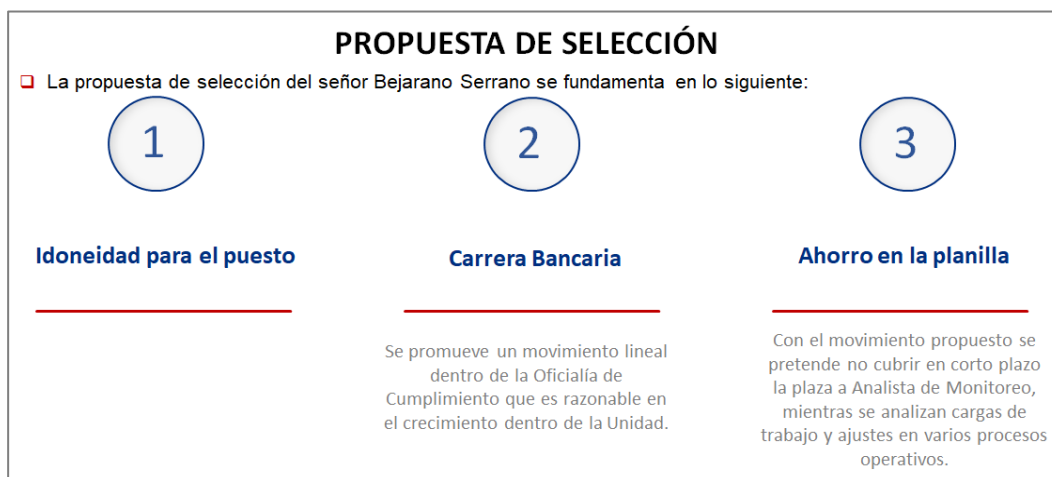 PROPUESTA DE SELECCIÓN
La propuesta de selección del señor Bejarano Serrano se fundamenta en lo siguiente:
1
Idoneidad para el puesto
2
Carrera Bancaria
Se promueve un movimiento lineal
dentro de la Oficialía de
Cumplimiento que es razonable en
el crecimiento dentro de la Unidad.
3
Ahorro en la planilla
Con el movimiento propuesto se
pretende no cubrir en corto plazo
la plaza a Analista de Monitoreo,
mientras se analizan cargas de
trabajo y ajustes en varios procesos
operativos.